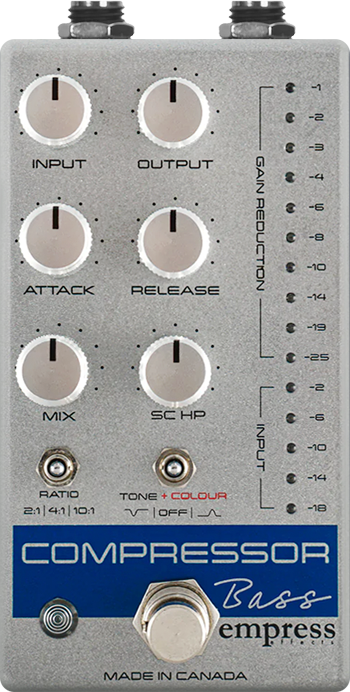 INPUT OUTPUT
ATTACK RELEASE
MIX SC HP
RATIO
2:1|4:1|10:1
TONE + COLOUR
|OFF|
GAIN REDUCTION
-1
-2
-3
-4
-6
-8
-10
-14
-19
-25
INPUT
-2
-6
-10
-14
-18
COMPRESSOR
Bass
empress
effects
MADE IN CANADA